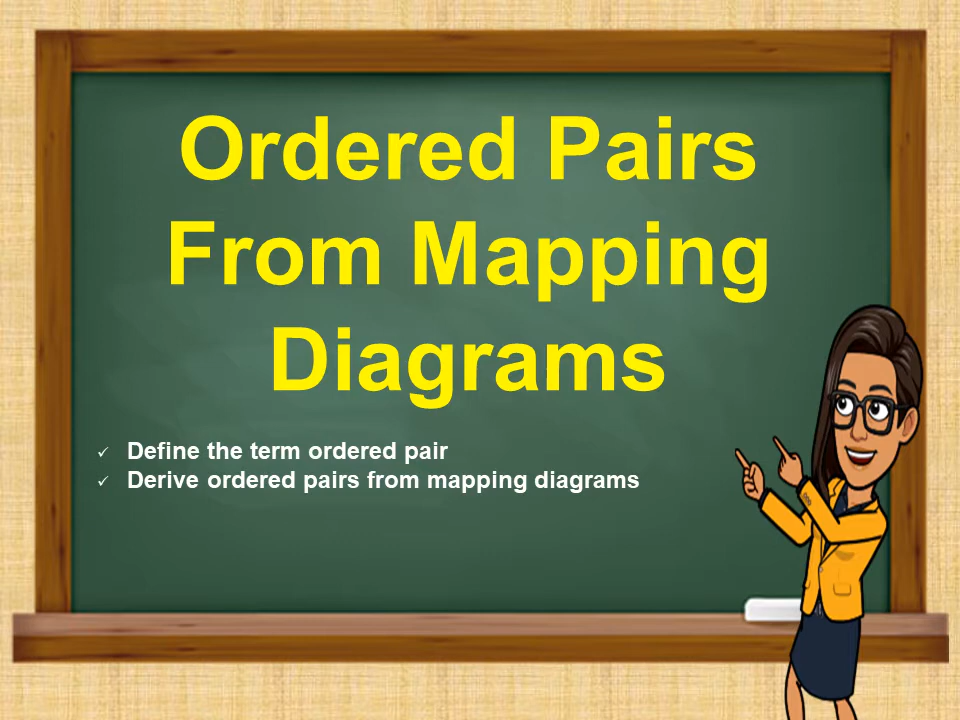 Ordered Pairs
From Mapping
Diagrams
✓ Define the term ordered pair
✓ Derive ordered pairs from mapping diagrams